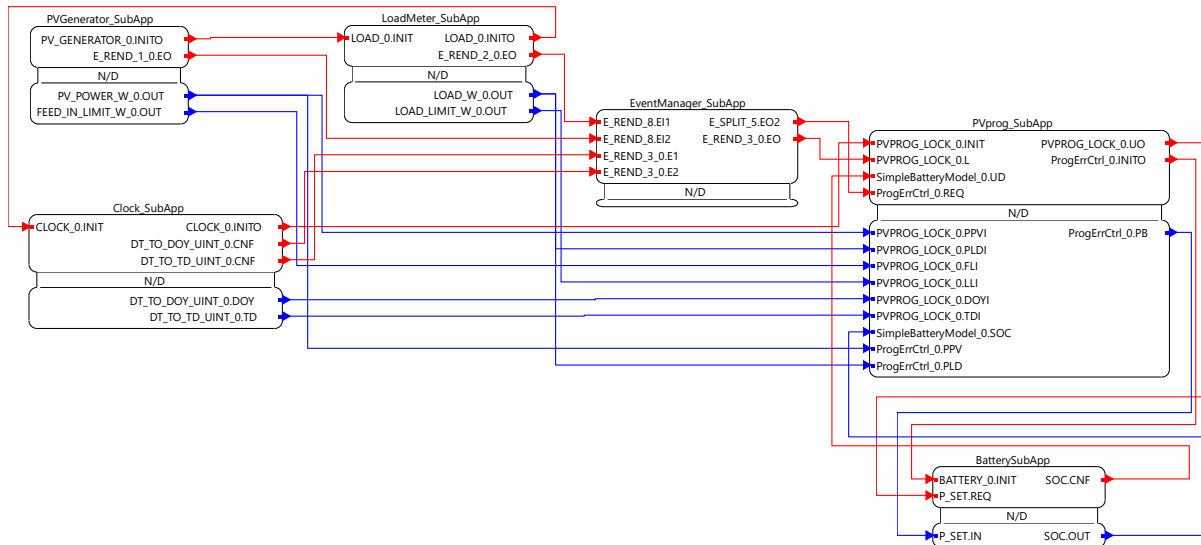 PVGenerator_SubApp
PV_GENERATOR_0.INITO
E_REND_1_0.EO
N/D
PV_POWER_W_0.OUT
FEED_IN_LIMIT_W_0.OUT
LoadMeter_SubApp
LOAD_0.INIT LOAD_0.INITO
E_REND_2_0.EO
N/D
LOAD_W_0.OUT
LOAD_LIMIT_W_0.OUT
EventManager_SubApp
E_REND_8.EI1 E_SPLIT_5.EO2
E_REND_8.EI2 E_REND_3_0.EO
E_REND_3_0.E1
E_REND_3_0.E2
N/D
PVprog_SubApp
PVPROG_LOCK_0.INIT PVPROG_LOCK_0.UO
PVPROG_LOCK_0.L ProgErrCtrl_0.INITO
SimpleBatteryModel_0.UD
ProgErrCtrl_0.REQ
N/D
PVPROG_LOCK_0.PPVI ProgErrCtrl_0.PB
PVPROG_LOCK_0.PLDI
PVPROG_LOCK_0.FLI
PVPROG_LOCK_0.LLI
PVPROG_LOCK_0.DOYI
PVPROG_LOCK_0.TDI
SimpleBatteryModel_0.SOC
ProgErrCtrl_0.PPV
ProgErrCtrl_0.PLD
Clock_SubApp
CLOCK_0.INIT CLOCK_0.INITO
DT_TO_DOY_UINT_0.CNF
DT_TO_TD_UINT_0.CNF
N/D
DT_TO_DOY_UINT_0.DOY
DT_TO_TD_UINT_0.TD
BatterySubApp
BATTERY_0.INIT SOC.CNF
P_SET.REQ
N/D
P_SET.IN SOC.OUT